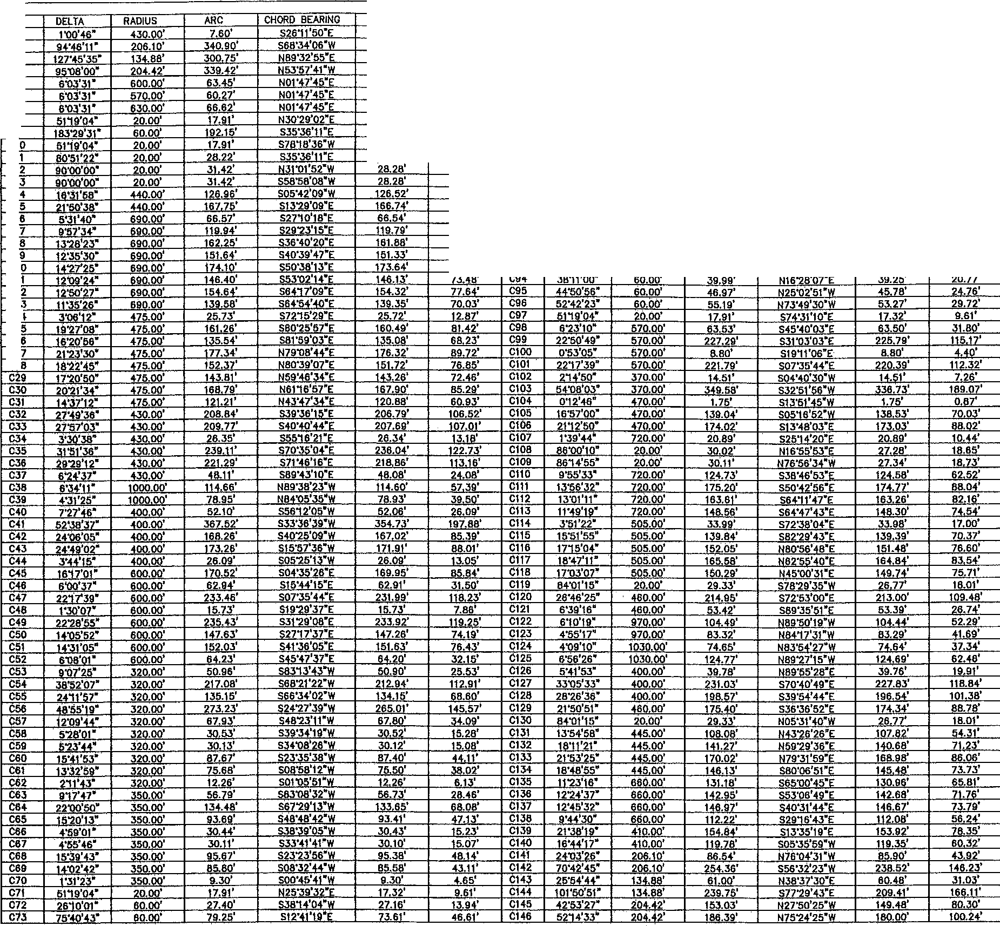 DELTA RADIUS ARC CHORD BEARING
1°00'46" 430.00' 7.60' S26°11'50"E
94°46'11" 206.10' 340.90' S68°34'06"W
127°45'35" 134.88' 300.75' N89°32'55"E
95°08'00" 204.42' 339.42' N53°57'41"W
6°03'31" 600.00' 63.45' N01°47'45"E
6°03'31" 570.00' 60.27' N01°47'45"E
6°03'31" 630.00' 66.62' N01°47'45"E
51°19'04" 20.00' 17.91' N30°29'02"E
183°29'31" 60.00' 192.15' S35°36'11"E
0 51°19'04" 20.00' 17.91' S78°18'36"W
1 80°51'22" 20.00' 28.22' S35°36'11"E
2 90°00'00" 20.00' 31.42' N31°01'52"W 28.28'
3 90°00'00" 20.00' 31.42' S58°58'08"W 28.28'
4 16°31'58" 440.00' 126.96' S05°42'09"W 126.52'
5 21°50'38" 440.00' 167.75' S13°29'09"E 166.74'
6 5°31'40" 690.00' 66.57' S27°10'18"E 66.54'
7 9°57'34" 690.00' 119.94' S29°23'15"E 119.79'
8 13°28'23" 690.00' 162.25' S36°40'20"E 161.88'
9 12°35'30" 690.00' 151.64' S40°39'47"E 151.33'
0 14°27'25" 690.00' 174.10' S50°38'13"E 173.64'
1 12°09'24" 690.00' 146.40' S53°02'14"E 146.13' 73.48' C94 38°11'00" 60.00' 39.99' N16°28'07"E 39.25' 20.77'
2 12°50'27" 690.00' 154.64' S64°17'09"E 154.32' 77.64' C95 44°50'56" 60.00' 46.97' N25°02'51"W 45.78' 24.76'
3 11°35'26" 690.00' 139.58' S64°54'40"E 139.35' 70.03' C96 52°42'23" 60.00' 55.19' N73°49'30"W 53.27' 29.72'
3°06'12" 475.00' 25.73' S72°15'29"E 25.72' 12.87' C97 51°19'04" 20.00' 17.91' S74°31'10"E 17.32' 9.61'
5 19°27'08" 475.00' 161.26' S80°25'57"E 160.49' 81.42' C98 6°23'10" 570.00' 63.53' S45°40'03"E 63.50' 31.80'
6 16°20'56" 475.00' 135.54' S81°59'03"E 135.08' 68.23' C99 22°50'49" 570.00' 227.29' S31°03'03"E 225.79' 115.17'
7 21°23'30" 475.00' 177.34' N79°08'44"E 176.32' 89.72' C100 0°53'05" 570.00' 8.80' S19°11'06"E 8.80' 4.40'
8 18°22'45" 475.00' 152.37' N80°39'07"E 151.72' 76.85' C101 22°17'39" 570.00' 221.79' S07°35'44"E 220.39' 112.32'
C29 17°20'50" 475.00' 143.81' N59°46'34"E 143.26' 72.46' C102 2°14'50" 370.00' 14.51' S04°40'30"W 14.51' 7.26'
C30 20°21'34" 475.00' 168.79' N61°16'57"E 167.90' 85.29' C103 54°08'03" 370.00' 349.58' S32°51'56"W 336.73' 189.07'
C31 14°37'12" 475.00' 121.21' N43°47'34"E 120.88' 60.93' C104 0°12'46" 470.00' 1.75' S13°51'45"W 1.75' 0.87'
C32 27°49'36" 430.00' 208.84' S39°36'15"E 206.79' 106.52' C105 16°57'00" 470.00' 139.04' S05°16'52"W 138.53' 70.03'
C33 27°57'03" 430.00' 209.77' S40°40'44"E 207.69' 107.01' C106 21°12'50" 470.00' 174.02' S13°48'03"E 173.03' 88.02'
C34 3°30'38" 430.00' 26.35' S55°16'21"E 26.34' 13.18' C107 1°39'44" 720.00' 20.89' S25°14'20"E 20.89' 10.44'
C35 31°51'36" 430.00' 239.11' S70°35'04"E 236.04' 122.73' C108 86°00'10" 20.00' 30.02' N16°55'53"E 27.28' 18.65'
C36 29°29'12" 430.00' 221.29' S71°46'16"E 218.86' 113.16' C109 86°14'55" 20.00' 30.11' N76°56'34"W 27.34' 18.73'
C37 6°24'37" 430.00' 48.11' S89°43'10"E 48.08' 24.08' C110 9°55'33" 720.00' 124.73' S38°46'53"E 124.58' 62.52'
C38 6°34'11" 1000.00' 114.66' N89°38'23"W 114.60' 57.39' C111 13°56'32" 720.00' 175.20' S50°42'56"E 174.77' 88.04'
C39 4°31'25" 1000.00' 78.95' N84°05'35"W 78.93' 39.50' C112 13°01'11" 720.00' 163.61' S64°11'47"E 163.26' 82.16'
C40 7°27'46" 400.00' 52.10' S56°12'05"W 52.06' 26.09' C113 11°49'19" 720.00' 148.56' S64°47'43"E 148.30' 74.54'
C41 52°38'37" 400.00' 367.52' S33°36'39"W 354.73' 197.88' C114 3°51'22" 505.00' 33.99' S72°38'04"E 33.98' 17.00'
C42 24°06'05" 400.00' 168.26' S40°25'09"W 167.02' 85.39' C115 15°51'55" 505.00' 139.84' S82°29'43"E 139.39' 70.37'
C43 24°49'02" 400.00' 173.26' S15°57'36"W 171.91' 88.01' C116 17°15'04" 505.00' 152.05' N80°56'48"E 151.48' 76.60'
C44 3°44'15" 400.00' 26.09' S05°25'13"W 26.09' 13.05' C117 18°47'11" 505.00' 165.58' N62°55'40"E 164.84' 83.54'
C45 16°17'01" 600.00' 170.52' S04°35'26"E 169.95' 85.84' C118 17°03'07" 505.00' 150.29' N45°00'31"E 149.74' 75.71'
C46 6°00'37" 600.00' 62.94' S15°44'15"E 62.91' 31.50' C119 84°01'15" 20.00' 29.33' S78°29'35"W 26.77' 18.01'
C47 22°17'39" 600.00' 233.46' S07°35'44"E 231.99' 118.23' C120 26°46'25" 460.00' 214.95' S72°53'00"E 213.00' 109.48'
C48 1°30'07" 600.00' 15.73' S19°29'37"E 15.73' 7.86' C121 6°39'16" 460.00' 53.42' S89°35'51"E 53.39' 26.74'
C49 22°28'55" 600.00' 235.43' S31°29'08"E 233.92' 119.25' C122 6°10'19" 970.00' 104.49' N89°50'19"W 104.44' 52.29'
C50 14°05'52" 600.00' 147.63' S27°17'37"E 147.26' 74.19' C123 4°55'17" 970.00' 83.32' N84°17'31"W 83.29' 41.69'
C51 14°31'05" 600.00' 152.03' S41°36'05"E 151.63' 76.43' C124 4°09'10" 1030.00' 74.65' N83°54'27"W 74.64' 37.34'
C52 6°08'01" 600.00' 64.23' S45°47'37"E 64.20' 32.15' C125 6°56'26" 1030.00' 124.77' N89°27'15"W 124.69' 62.46'
C53 9°07'25" 320.00' 50.96' S83°13'43"W 50.90' 25.53' C126 5°41'53" 400.00' 39.78' N89°55'28"E 39.76' 19.91'
C54 38°52'07" 320.00' 217.08' S68°21'22"W 212.94' 112.91' C127 33°05'33" 400.00' 231.03' S70°40'49"E 227.83' 118.84'
C55 24°11'57" 320.00' 135.15' S66°34'02"W 134.15' 68.60' C128 28°26'36" 400.00' 198.57' S39°54'44"E 196.54' 101.38'
C56 48°55'19" 320.00' 273.23' S24°27'39"W 265.01' 145.57' C129 21°50'51" 460.00' 175.40' S36°36'52"E 174.34' 88.78'
C57 12°09'44" 320.00' 67.93' S48°23'11"W 67.80' 34.09' C130 84°01'15" 20.00' 29.33' N05°31'40"W 26.77' 18.01'
C58 5°28'01" 320.00' 30.53' S39°34'19"W 30.52' 15.28' C131 13°54'58" 445.00' 108.08' N43°26'26"E 107.82' 54.31'
C59 5°23'44" 320.00' 30.13' S34°08'26"W 30.12' 15.08' C132 18°11'21" 445.00' 141.27' N59°29'36"E 140.68' 71.23'
C60 15°41'53" 320.00' 87.67' S23°35'38"W 87.40' 44.11' C133 21°53'25" 445.00' 170.02' N79°31'59"E 168.98' 86.06'
C61 13°32'59" 320.00' 75.68' S08°58'12"W 75.50' 38.02' C134 18°48'55" 445.00' 146.13' S80°06'51"E 145.48' 73.73'
C62 2°11'43" 320.00' 12.26' S01°05'51"W 12.26' 6.13' C135 11°23'16" 660.00' 131.18' S65°00'45"E 130.96' 65.81'
C63 9°17'47" 350.00' 56.79' S83°08'32"W 56.73' 28.46' C136 12°24'37" 660.00' 142.95' S53°06'49"E 142.68' 71.76'
C64 22°00'50" 350.00' 134.48' S67°29'13"W 133.65' 68.08' C137 12°45'32" 660.00' 146.97' S40°31'44"E 146.67' 73.79'
C65 15°20'13" 350.00' 93.69' S48°48'42"W 93.41' 47.13' C138 9°44'30" 660.00' 112.22' S29°16'43"E 112.08' 56.24'
C66 4°59'01" 350.00' 30.44' S38°39'05"W 30.43' 15.23' C139 21°38'19" 410.00' 154.84' S13°35'19"E 153.92' 78.35'
C67 4°55'46" 350.00' 30.11' S33°41'41"W 30.10' 15.07' C140 16°44'17" 410.00' 119.78' S05°35'59"W 119.35' 60.32'
C68 15°39'43" 350.00' 95.67' S23°23'56"W 95.38' 48.14' C141 24°03'26" 206.10' 86.54' N76°04'31"W 85.90' 43.92'
C69 14°02'42" 350.00' 85.80' S08°32'44"W 85.58' 43.11' C142 70°42'45" 206.10' 254.36' S56°32'23"W 238.52' 146.23'
C70 1°31'23" 350.00' 9.30' S00°45'41"W 9.30' 4.65' C143 25°54'44" 134.88' 61.00' N38°37'30"E 60.48' 31.03'
C71 51°19'04" 20.00' 17.91' N25°39'32"E 17.32' 9.61' C144 101°50'51" 134.88' 239.75' S77°29'43"E 209.41' 166.11'
C72 26°10'01" 60.00' 27.40' S38°14'04"W 27.16' 13.94' C145 42°53'27" 204.42' 153.03' N27°50'25"W 149.48' 80.30'
C73 75°40'43" 60.00' 79.25' S12°41'19"E 73.61' 46.61' C146 52°14'33" 204.42' 186.39' N75°24'25"W 180.00' 100.24'